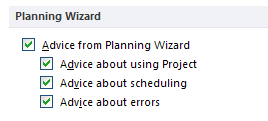 Planning Wizard
Advice from Planning Wizard
Advice about using Project
Advice about scheduling
Advice about errors